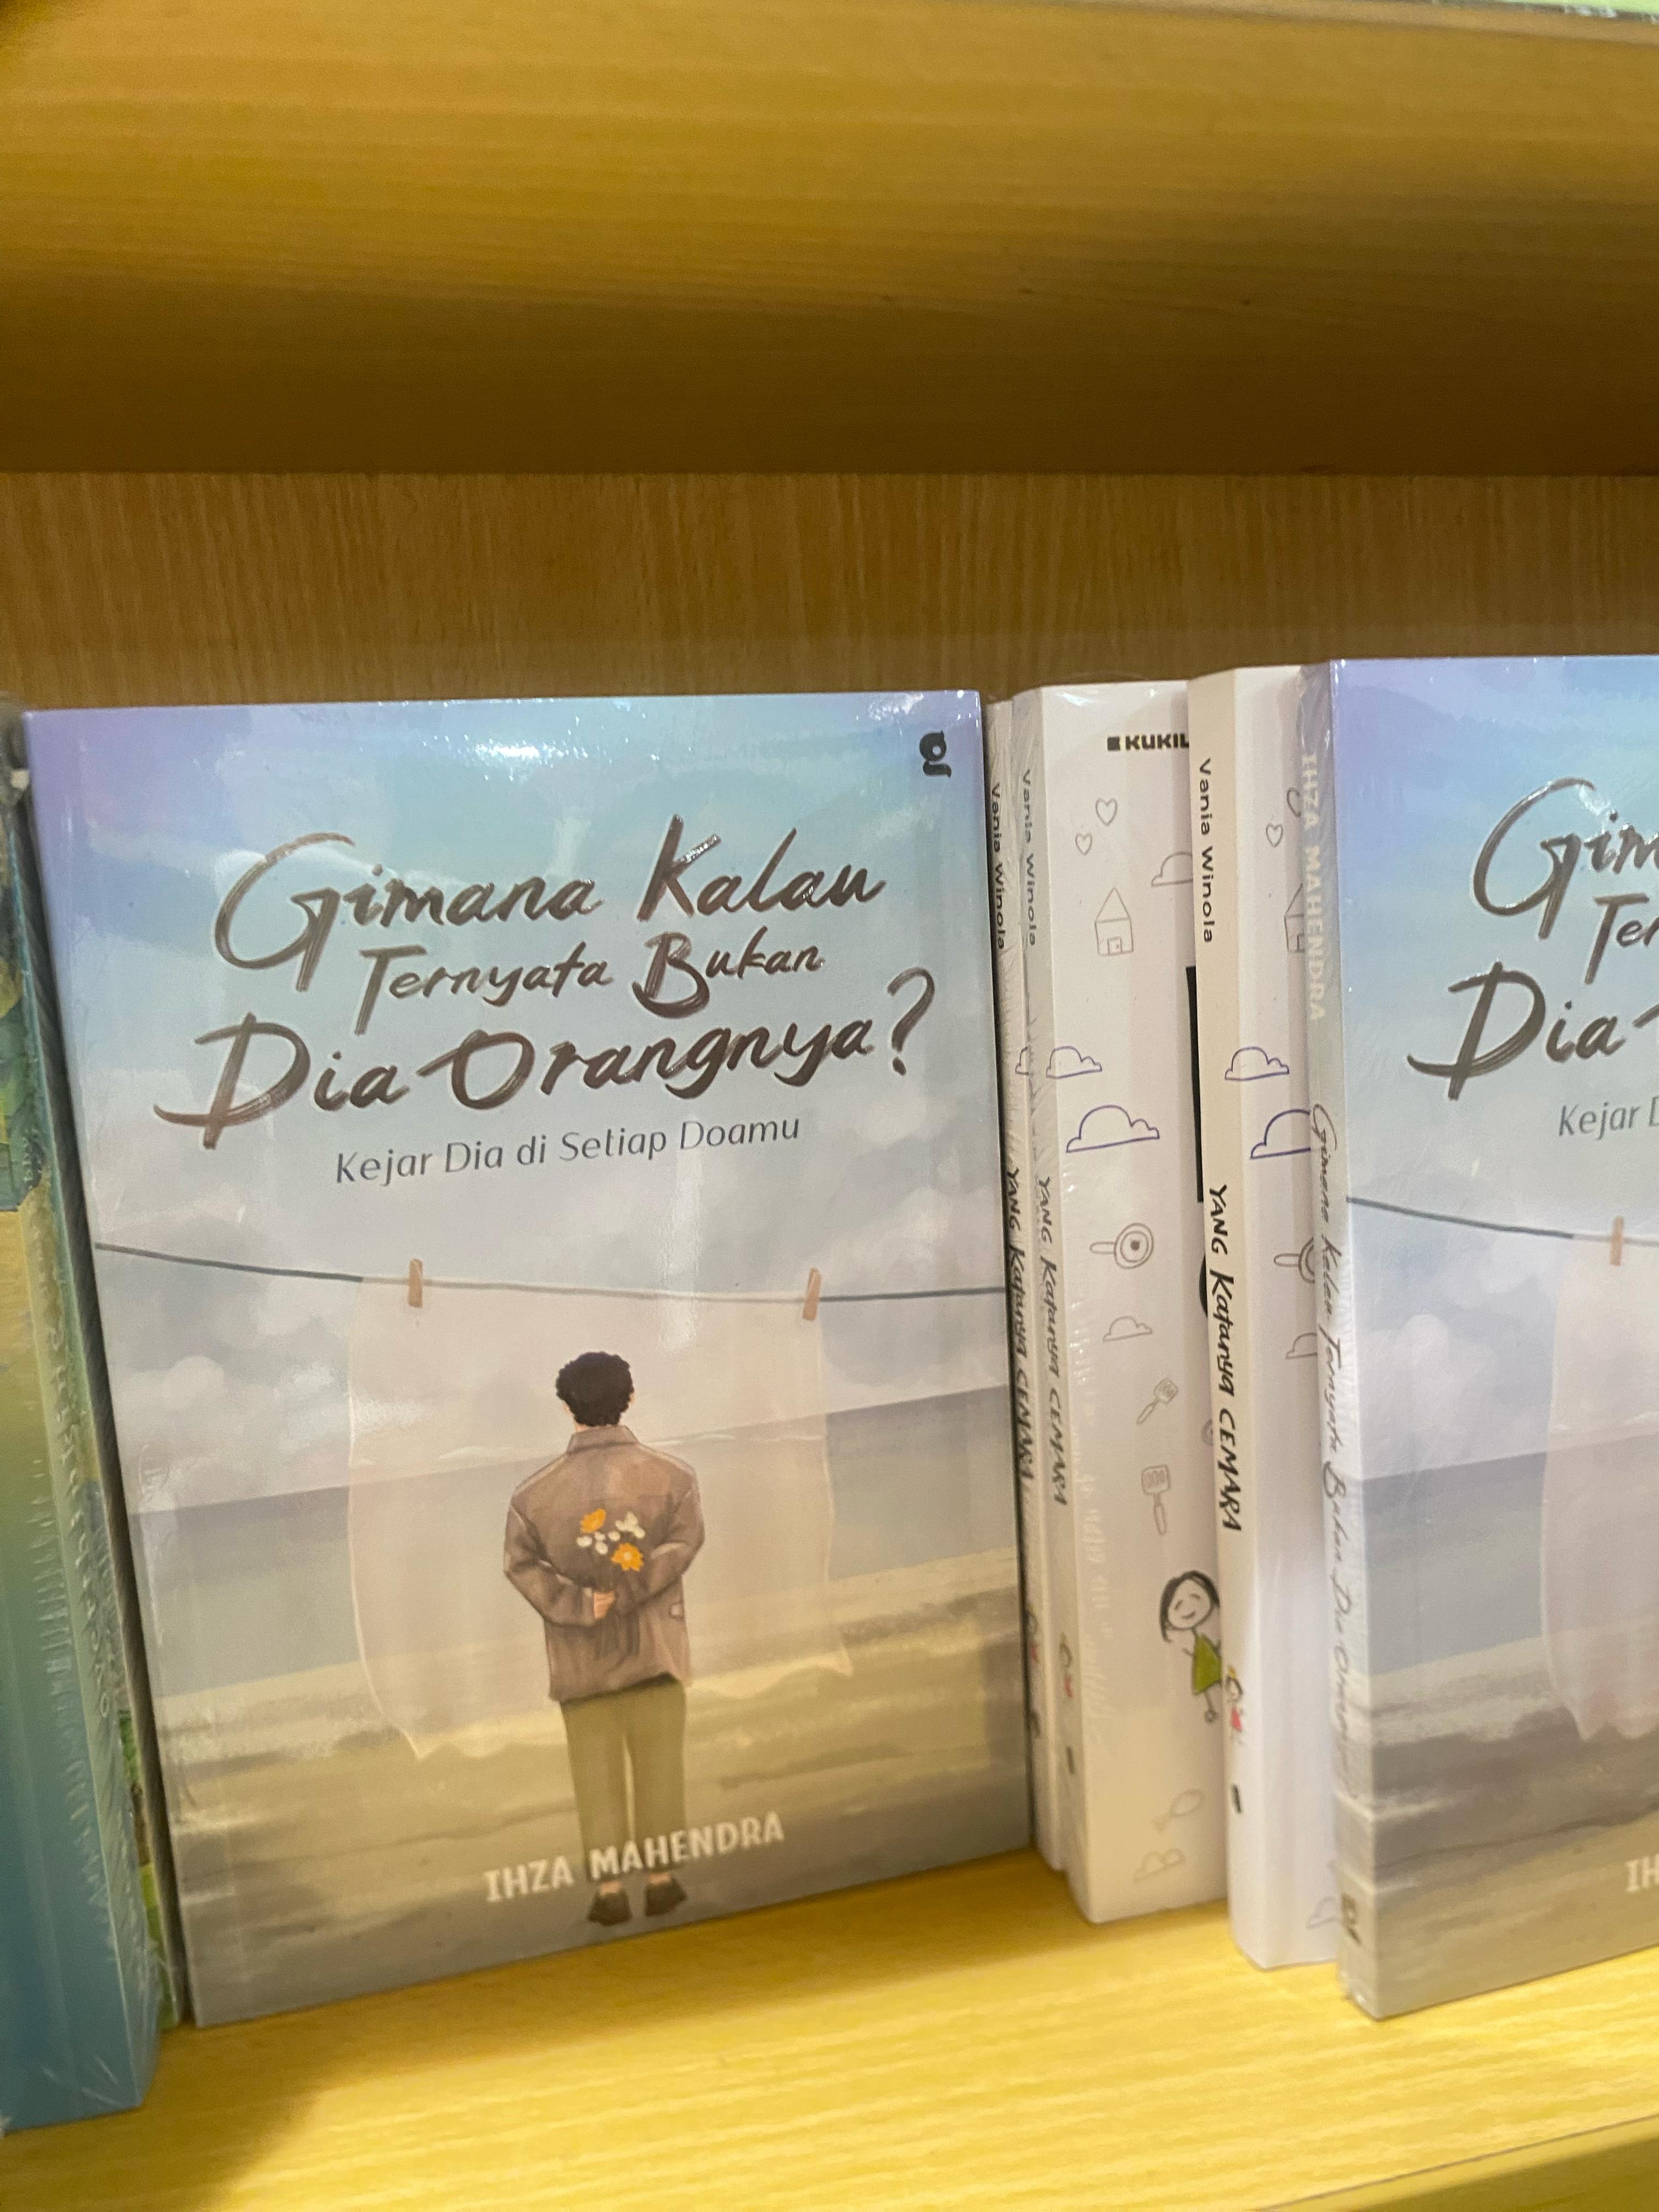 Gimana Kalau
Ternyata Bukan
Dia Orangnya?
Kejar Dia di Setiap Doamu
IHZA MAHENDRA
Vania Winola
YANG Katanya CEMARA
Vania Winola
YANG Katanya CEMARA
KUKIL
Vania Winola
YANG Katanya CEMARA
IHZA MAHENDRA
Gimana Kalau Ternyata Bukan Dia Orangnya
Gim
Ter
Dia
Kejar D
IH